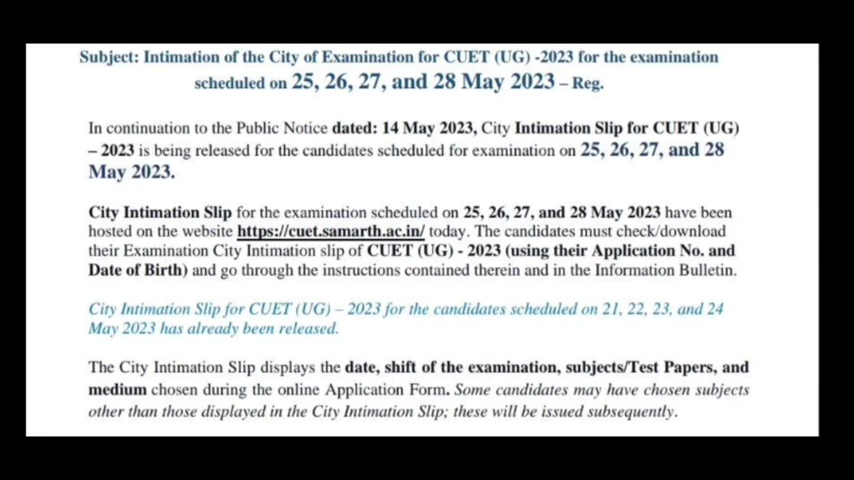 Subject: Intimation of the City of Examination for CUET (UG) -2023 for the examination
scheduled on 25, 26, 27, and 28 May 2023 – Reg.
In continuation to the Public Notice dated: 14 May 2023, City Intimation Slip for CUET (UG)
– 2023 is being released for the candidates scheduled for examination on 25, 26, 27, and 28
May 2023.
City Intimation Slip for the examination scheduled on 25, 26, 27, and 28 May 2023 have been
hosted on the website https://cuet.samarth.ac.in/ today. The candidates must check/download
their Examination City Intimation slip of CUET (UG) - 2023 (using their Application No. and
Date of Birth) and go through the instructions contained therein and in the Information Bulletin.
City Intimation Slip for CUET (UG) – 2023 for the candidates scheduled on 21, 22, 23, and 24
May 2023 has already been released.
The City Intimation Slip displays the date, shift of the examination, subjects/Test Papers, and
medium chosen during the online Application Form. Some candidates may have chosen subjects
other than those displayed in the City Intimation Slip; these will be issued subsequently.